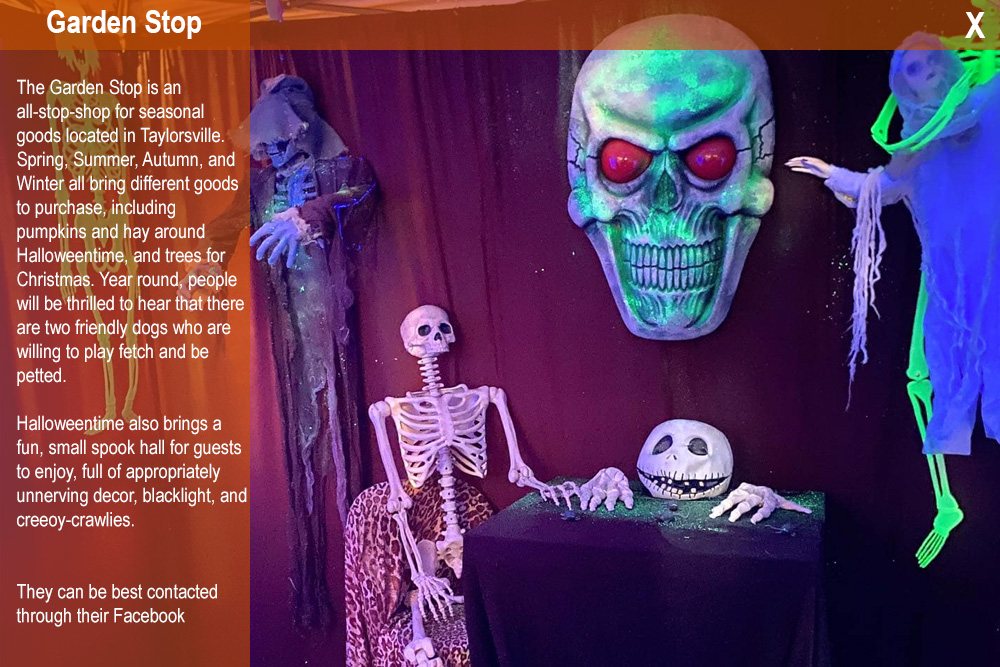 Garden Stop
X
The Garden Stop is an
all-stop-shop for seasonal
goods located in Taylorsville.
Spring, Summer, Autumn, and
Winter all bring different goods
to purchase, including
pumpkins and hay around
Halloweentime, and trees for
Christmas. Year round, people
will be thrilled to hear that there
are two friendly dogs who are
willing to play fetch and be
petted.
Halloweentime also brings a
fun, small spook hall for guests
to enjoy, full of appropriately
unnerving decor, blacklight, and
creeoy-crawlies.
They can be best contacted
through their Facebook